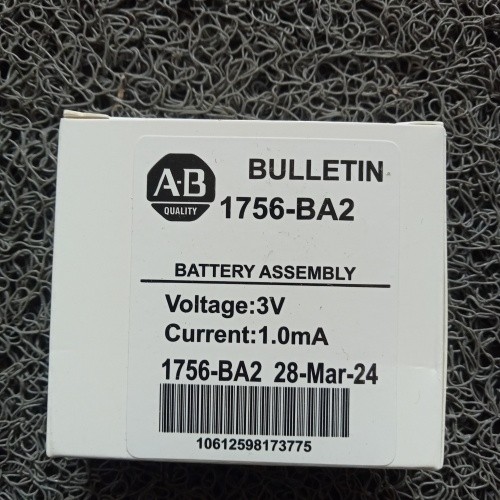 A-B
QUALITY
BULLETIN
1756-BA2
BATTERY ASSEMBLY
Voltage:3V
Current:1.0mA
1756-BA2 28-Mar-24
10612598173775